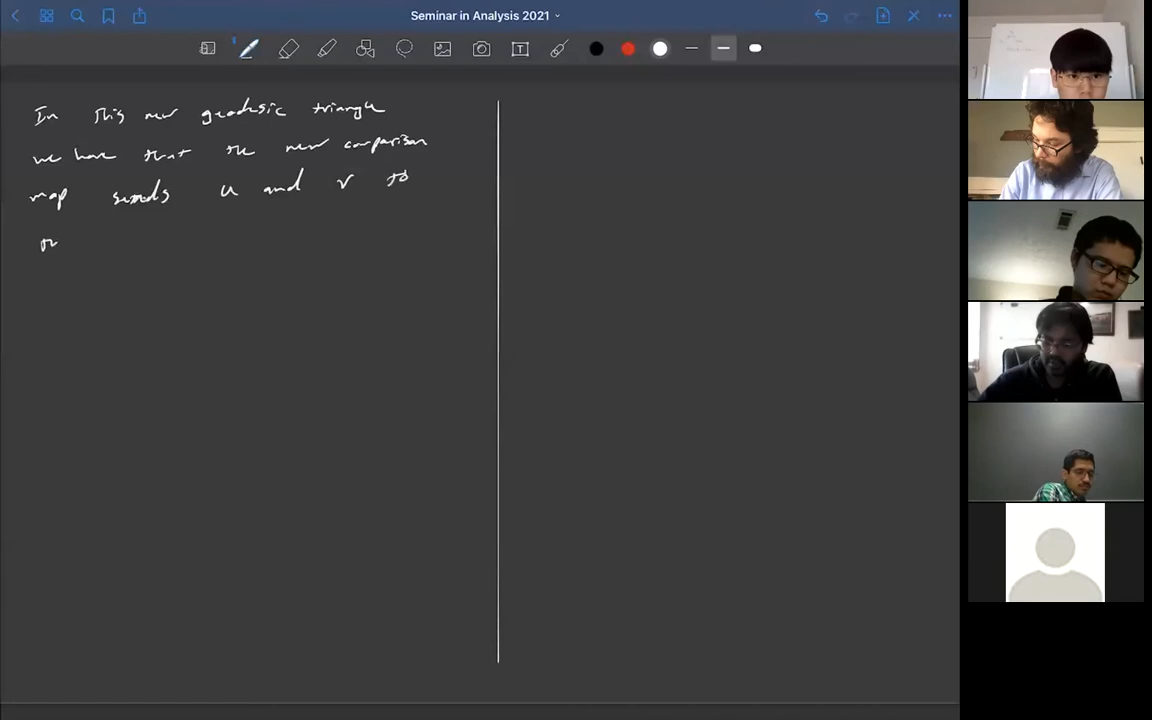 Seminar in Analysis 2021
In this new geodesic triangle
we have that the new comparison
map sends u and v to